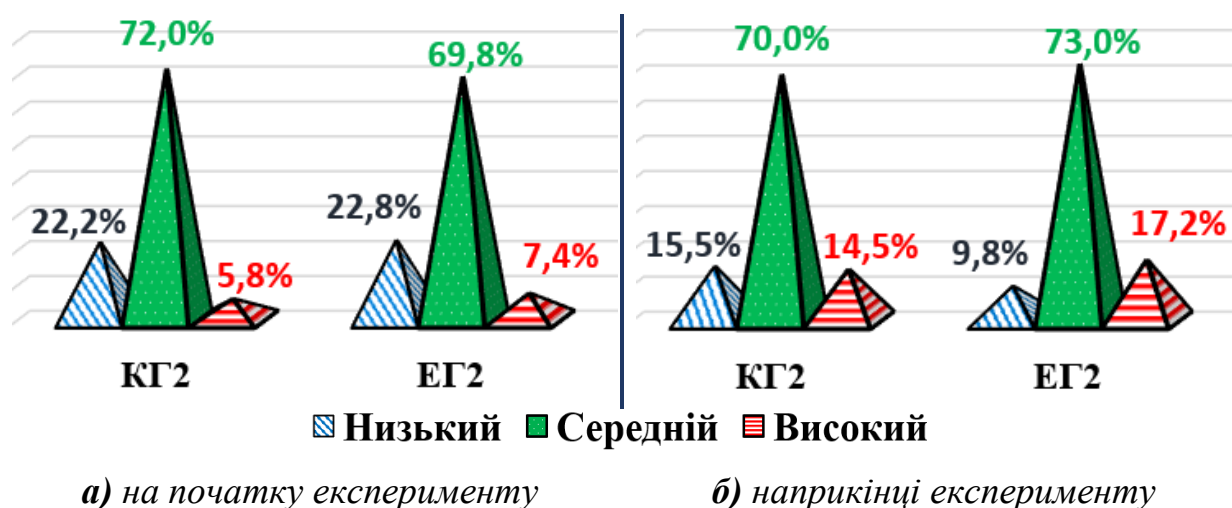 72,0%
69,8%
22,2%
22,8%
5,8%
7,4%
КГ2
ЕГ2
70,0%
73,0%
15,5%
14,5%
9,8%
17,2%
КГ2
ЕГ2
Низький Середній Високий
а) на початку експерименту
б) наприкінці експерименту